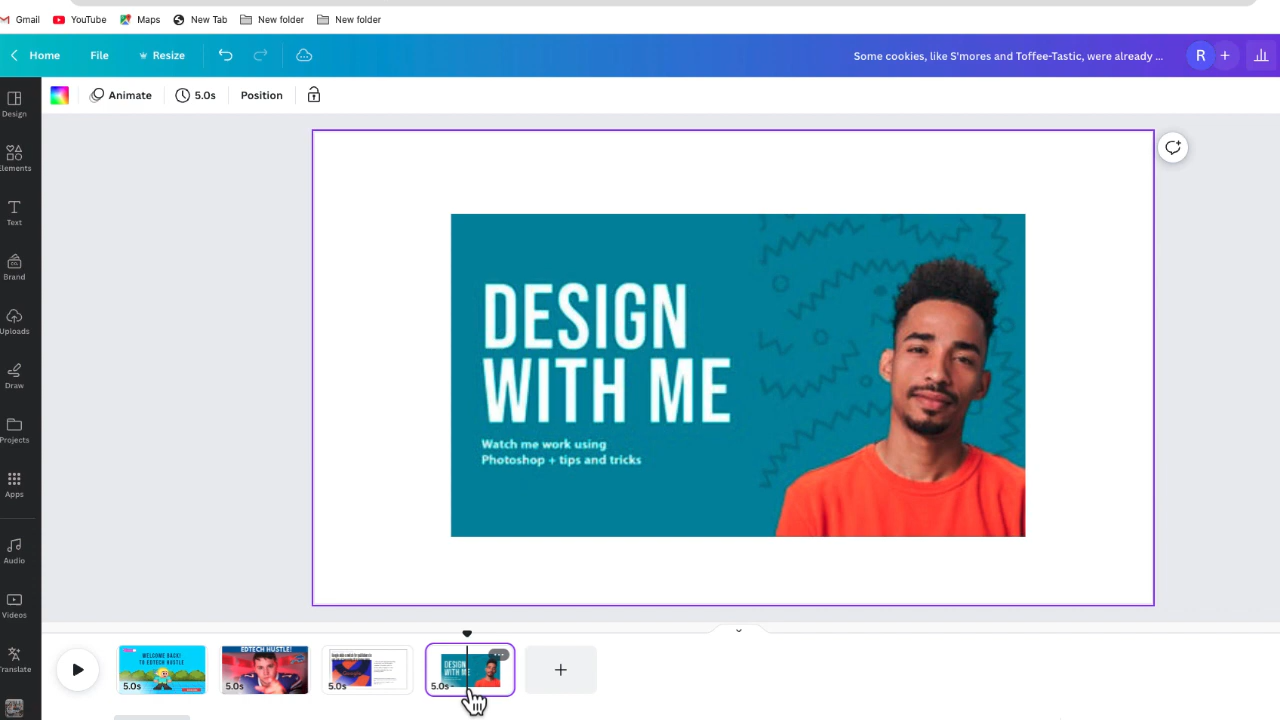 Gmail YouTube Maps New Tab New folder New folder
Home File Resize Some cookies, like S'mores and Toffee-Tastic, were already ... R +
Animate 5.0s Position
Design
Elements
Text
Brand
Uploads
Draw
Projects
Apps
Audio
Videos
Translate
DESIGN
WITH ME
Watch me work using
Photoshop + tips and tricks
WELCOME BACK!
TO EDTECH HUSTLE
5.0s
EDTECH HUSTLE!
5.0s
5.0s
DESIGN
WITH ME
5.0s
+